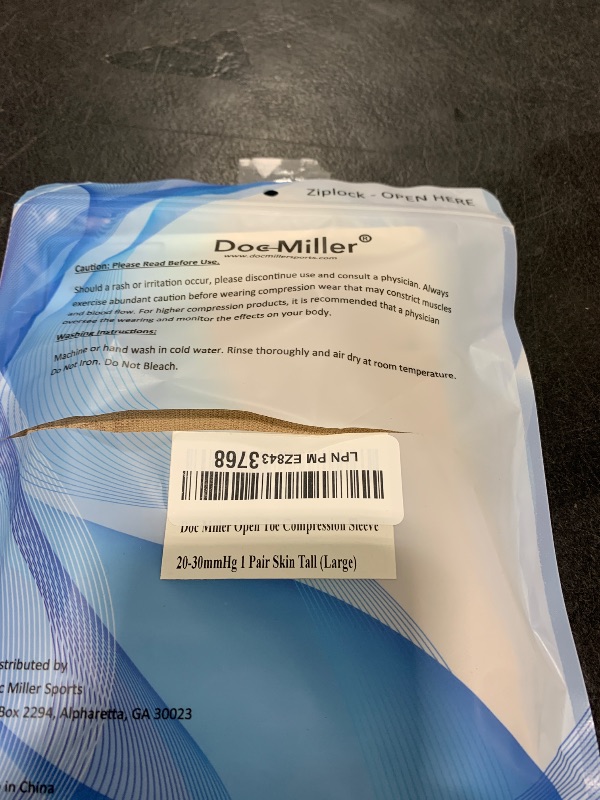 Ziplock - OPEN HERE
Doc Miller®
www.docmillersports.com
Caution: Please Read Before Use.
Should a rash or irritation occur, please discontinue use and consult a physician. Always
exercise abundant caution before wearing compression wear that may constrict muscles
and blood flow. For higher compression products, it is recommended that a physician
oversee the wearing and monitor the effects on your body.
Washing Instructions:
Machine or hand wash in cold water. Rinse thoroughly and air dry at room temperature.
Do Not Iron. Do Not Bleach.
LPN PM EZ8433768
Doc Miller Open Toe Compression Sleeve
20-30mmHg 1 Pair Skin Tall (Large)
stributed by
c Miller Sports
Box 2294, Alpharetta, GA 30023
in China